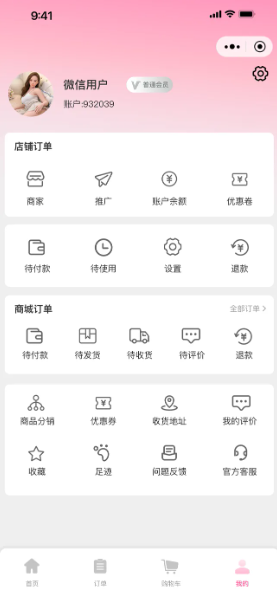 9:41
微信用户
普通会员
账户:932039
店铺订单
商家 推广 账户余额 优惠卷
待付款 待使用 设置 退款
商城订单 全部订单
待付款 待发货 待收货 待评价 退款
商品分销 优惠券 收货地址 我的评价
收藏 足迹 问题反馈 官方客服
首页 订单 购物车 我的